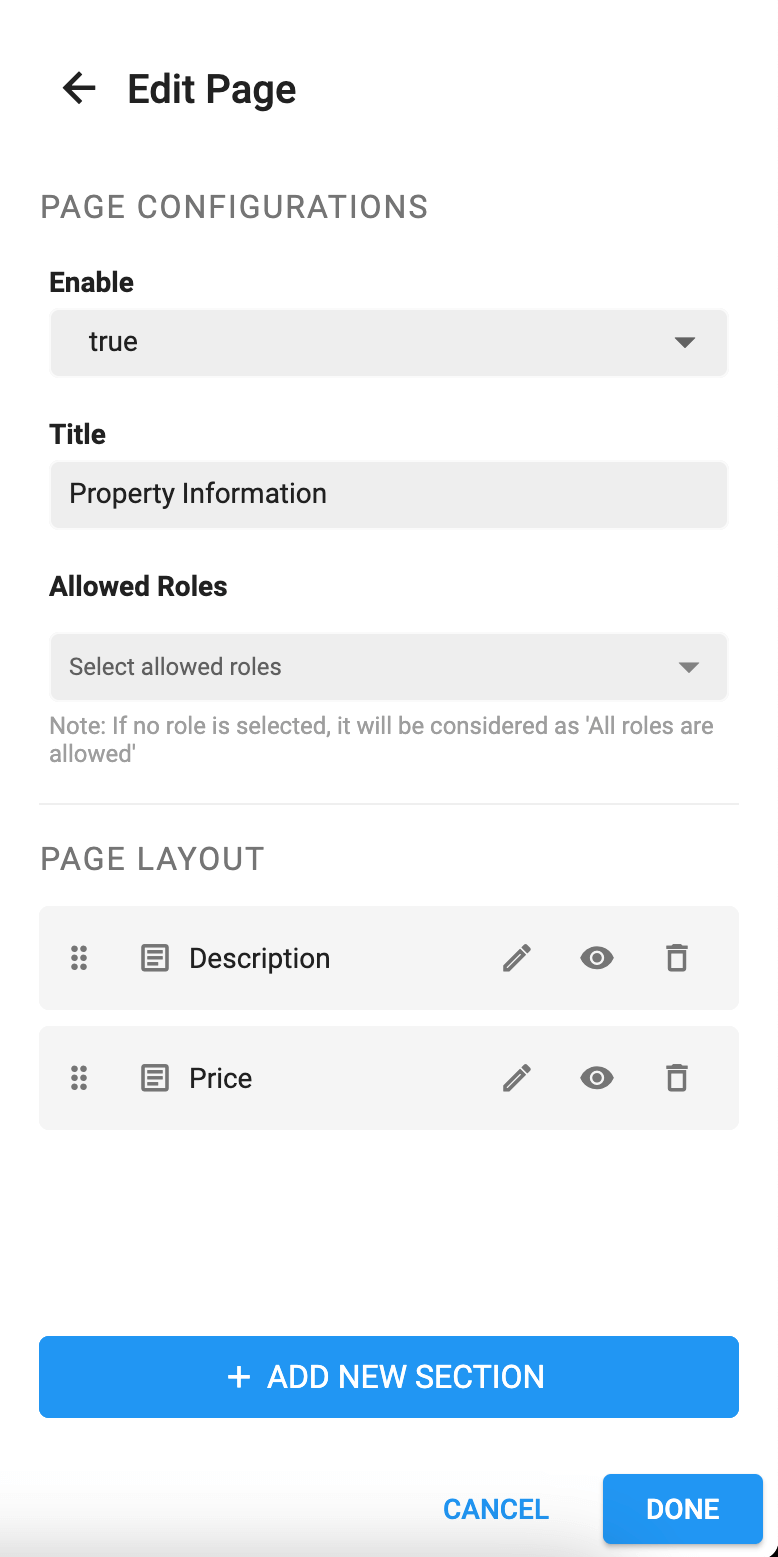 Edit Page
PAGE CONFIGURATIONS
Enable
true
Title
Property Information
Allowed Roles
Select allowed roles
Note: If no role is selected, it will be considered as 'All roles are
allowed'
PAGE LAYOUT
Description
Price
+ ADD NEW SECTION
CANCEL
DONE